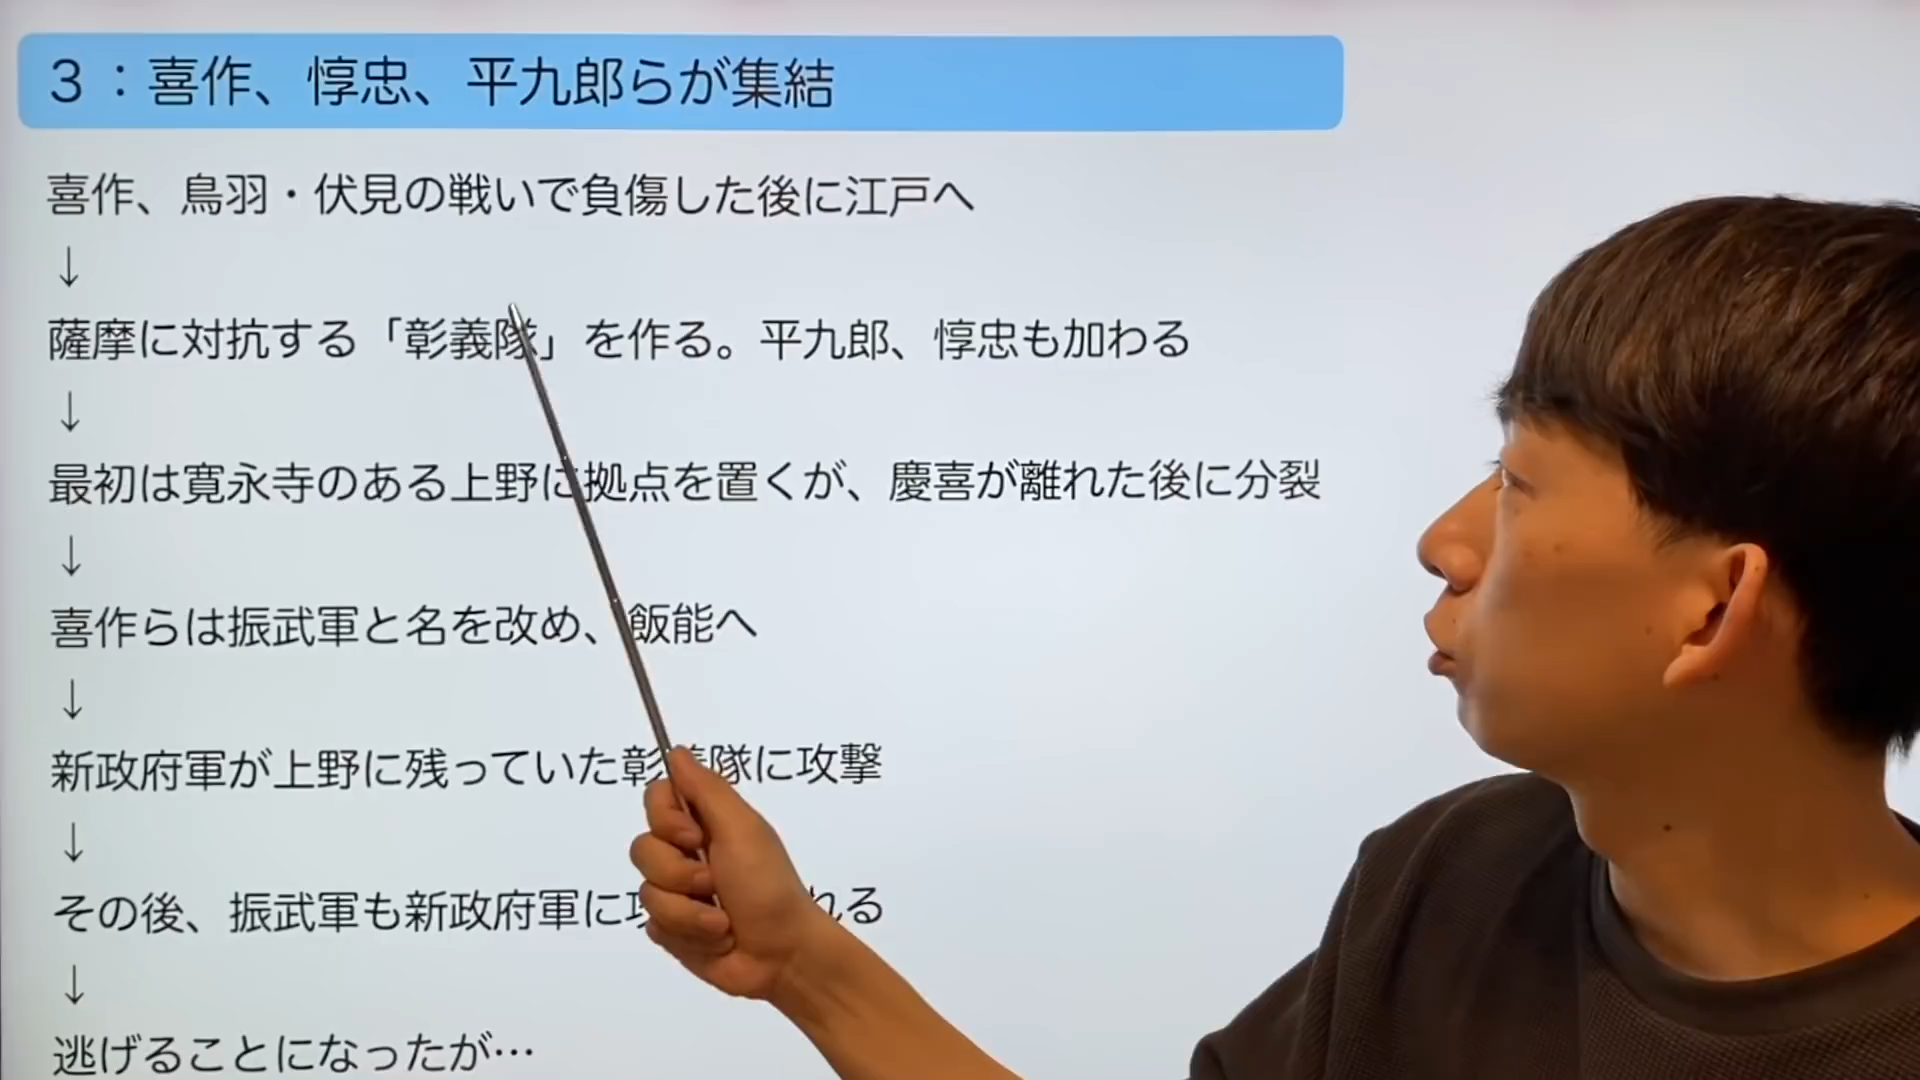 3：喜作、惇忠、平九郎らが集結
喜作、鳥羽・伏見の戦いで負傷した後に江戸へ
↓
薩摩に対抗する「彰義隊」を作る。平九郎、惇忠も加わる
↓
最初は寛永寺のある上野に拠点を置くが、慶喜が離れた後に分裂
↓
喜作らは振武軍と名を改め、飯能へ
↓
新政府軍が上野に残っていた彰義隊に攻撃
↓
その後、振武軍も新政府軍に れる
↓
逃げることになったが…